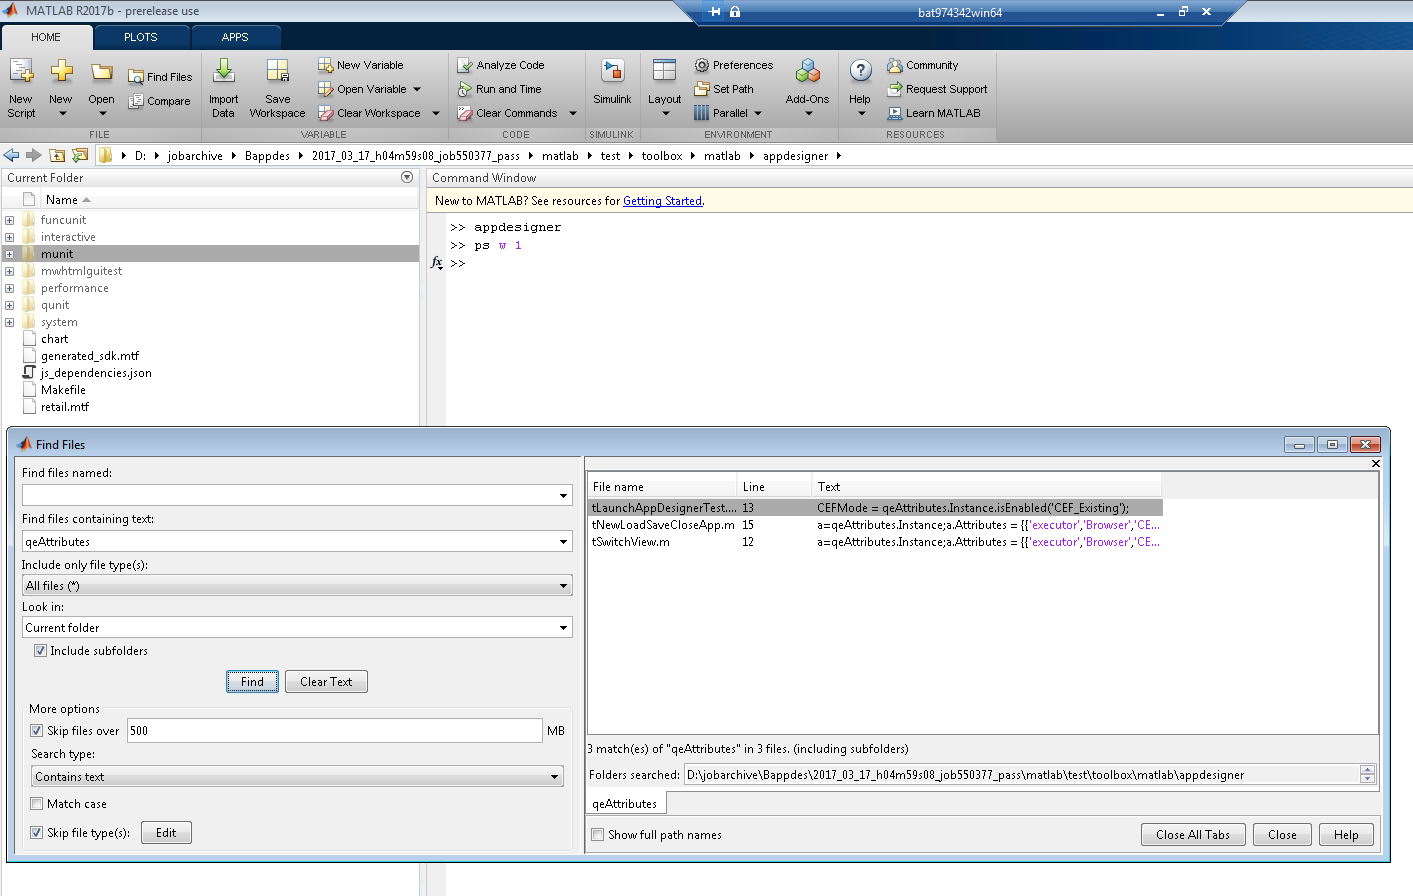 MATLAB R2017b - prerelease use
bat974342win64
HOME PLOTS APPS
New Script
New
Open
Find Files
Compare
FILE
Import Data
Save Workspace
New Variable
Open Variable
Clear Workspace
VARIABLE
Analyze Code
Run and Time
Clear Commands
CODE
Simulink
SIMULINK
Layout
Preferences
Set Path
Parallel
Add-Ons
ENVIRONMENT
Help
Community
Request Support
Learn MATLAB
RESOURCES
D: jobarchive Bappdes 2017_03_17_h04m59s08_job550377_pass matlab test toolbox matlab appdesigner
Current Folder
Name
funcunit
interactive
munit
mwhtmlguitest
performance
qunit
system
chart
generated_sdk.mtf
js_dependencies.json
Makefile
retail.mtf
Command Window
New to MATLAB? See resources for Getting Started.
>> appdesigner
>> ps w 1
fx >>
Find Files
Find files named:
Find files containing text:
qeAttributes
Include only file type(s):
All files (*)
Look in:
Current folder
Include subfolders
Find Clear Text
More options
Skip files over 500 MB
Search type:
Contains text
Match case
Skip file type(s): Edit
File name Line Text
tLaunchAppDesignerTest.... 13 CEFMode = qeAttributes.Instance.isEnabled('CEF_Existing');
tNewLoadSaveCloseApp.m 15 a=qeAttributes.Instance;a.Attributes = {{'executor','Browser','CE...
tSwitchView.m 12 a=qeAttributes.Instance;a.Attributes = {{'executor','Browser','CE...
3 match(es) of "qeAttributes" in 3 files. (including subfolders)
Folders searched: D:\jobarchive\Bappdes\2017_03_17_h04m59s08_job550377_pass\matlab\test\toolbox\matlab\appdesigner
qeAttributes
Show full path names
Close All Tabs Close Help